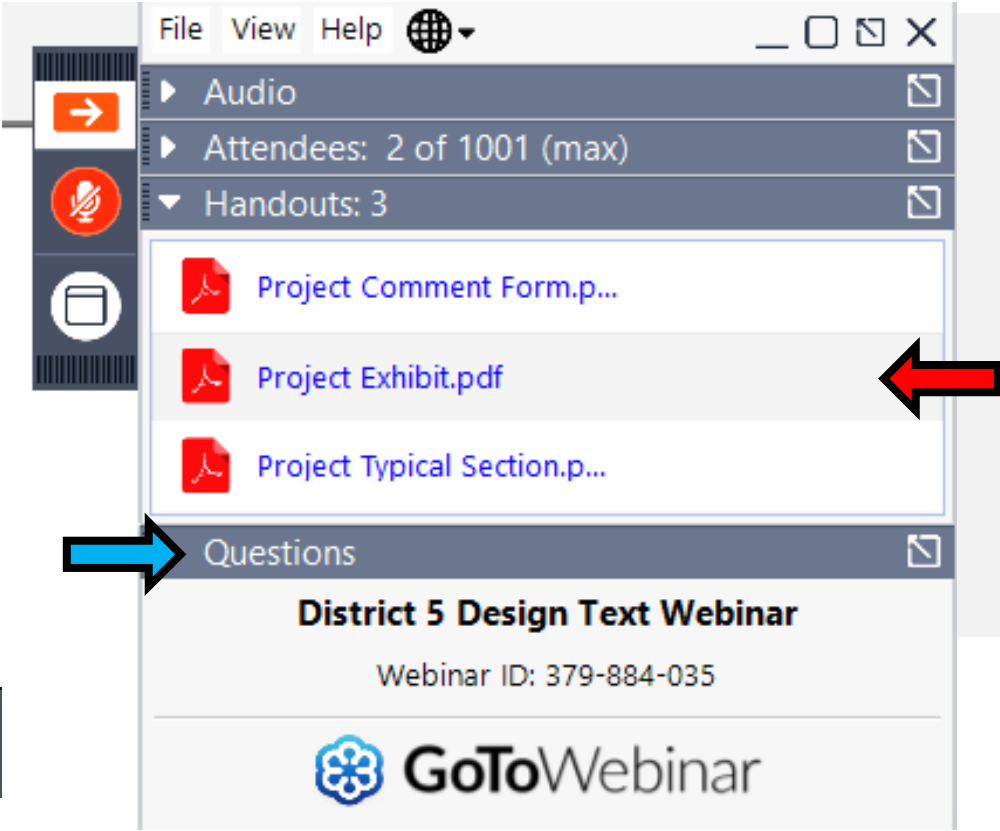 File View Help
Audio
Attendees: 2 of 1001 (max)
Handouts: 3
Project Comment Form.p...
Project Exhibit.pdf
Project Typical Section.p...
Questions
District 5 Design Text Webinar
Webinar ID: 379-884-035
GoToWebinar